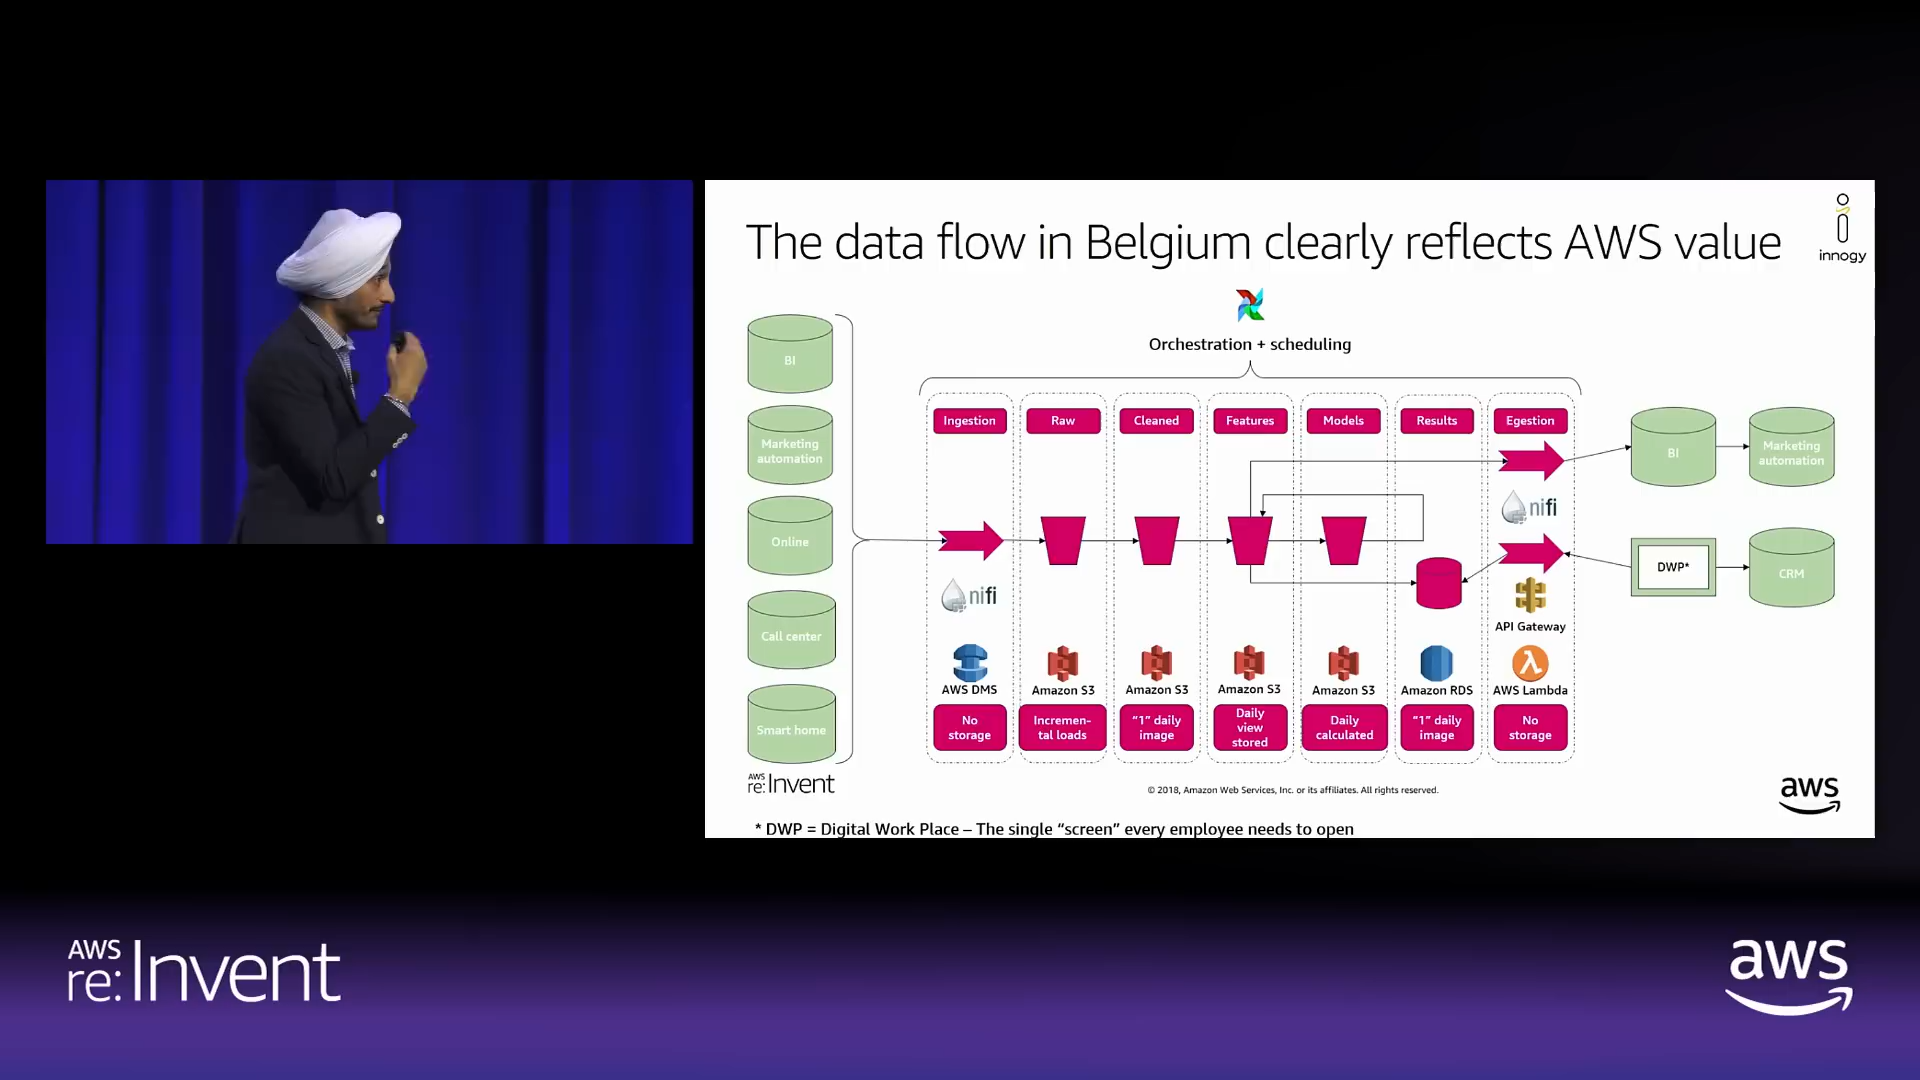 The data flow in Belgium clearly reflects AWS value
innogy
Orchestration + scheduling
BI
Marketing
automation
Online
Call center
Smart home
Ingestion
Raw
Cleaned
Features
Models
Results
Egestion
nifi
nifi
API Gateway
AWS DMS
Amazon S3
Amazon S3
Amazon S3
Amazon S3
Amazon RDS
AWS Lambda
No
storage
Incremen-
tal loads
"1" daily
image
Daily
view
stored
Daily
calculated
"1" daily
image
No
storage
BI
Marketing
automation
DWP*
CRM
AWS
re:Invent
© 2018, Amazon Web Services, Inc. or its affiliates. All rights reserved.
aws
* DWP = Digital Work Place – The single “screen” every employee needs to open
AWS
re:Invent
aws